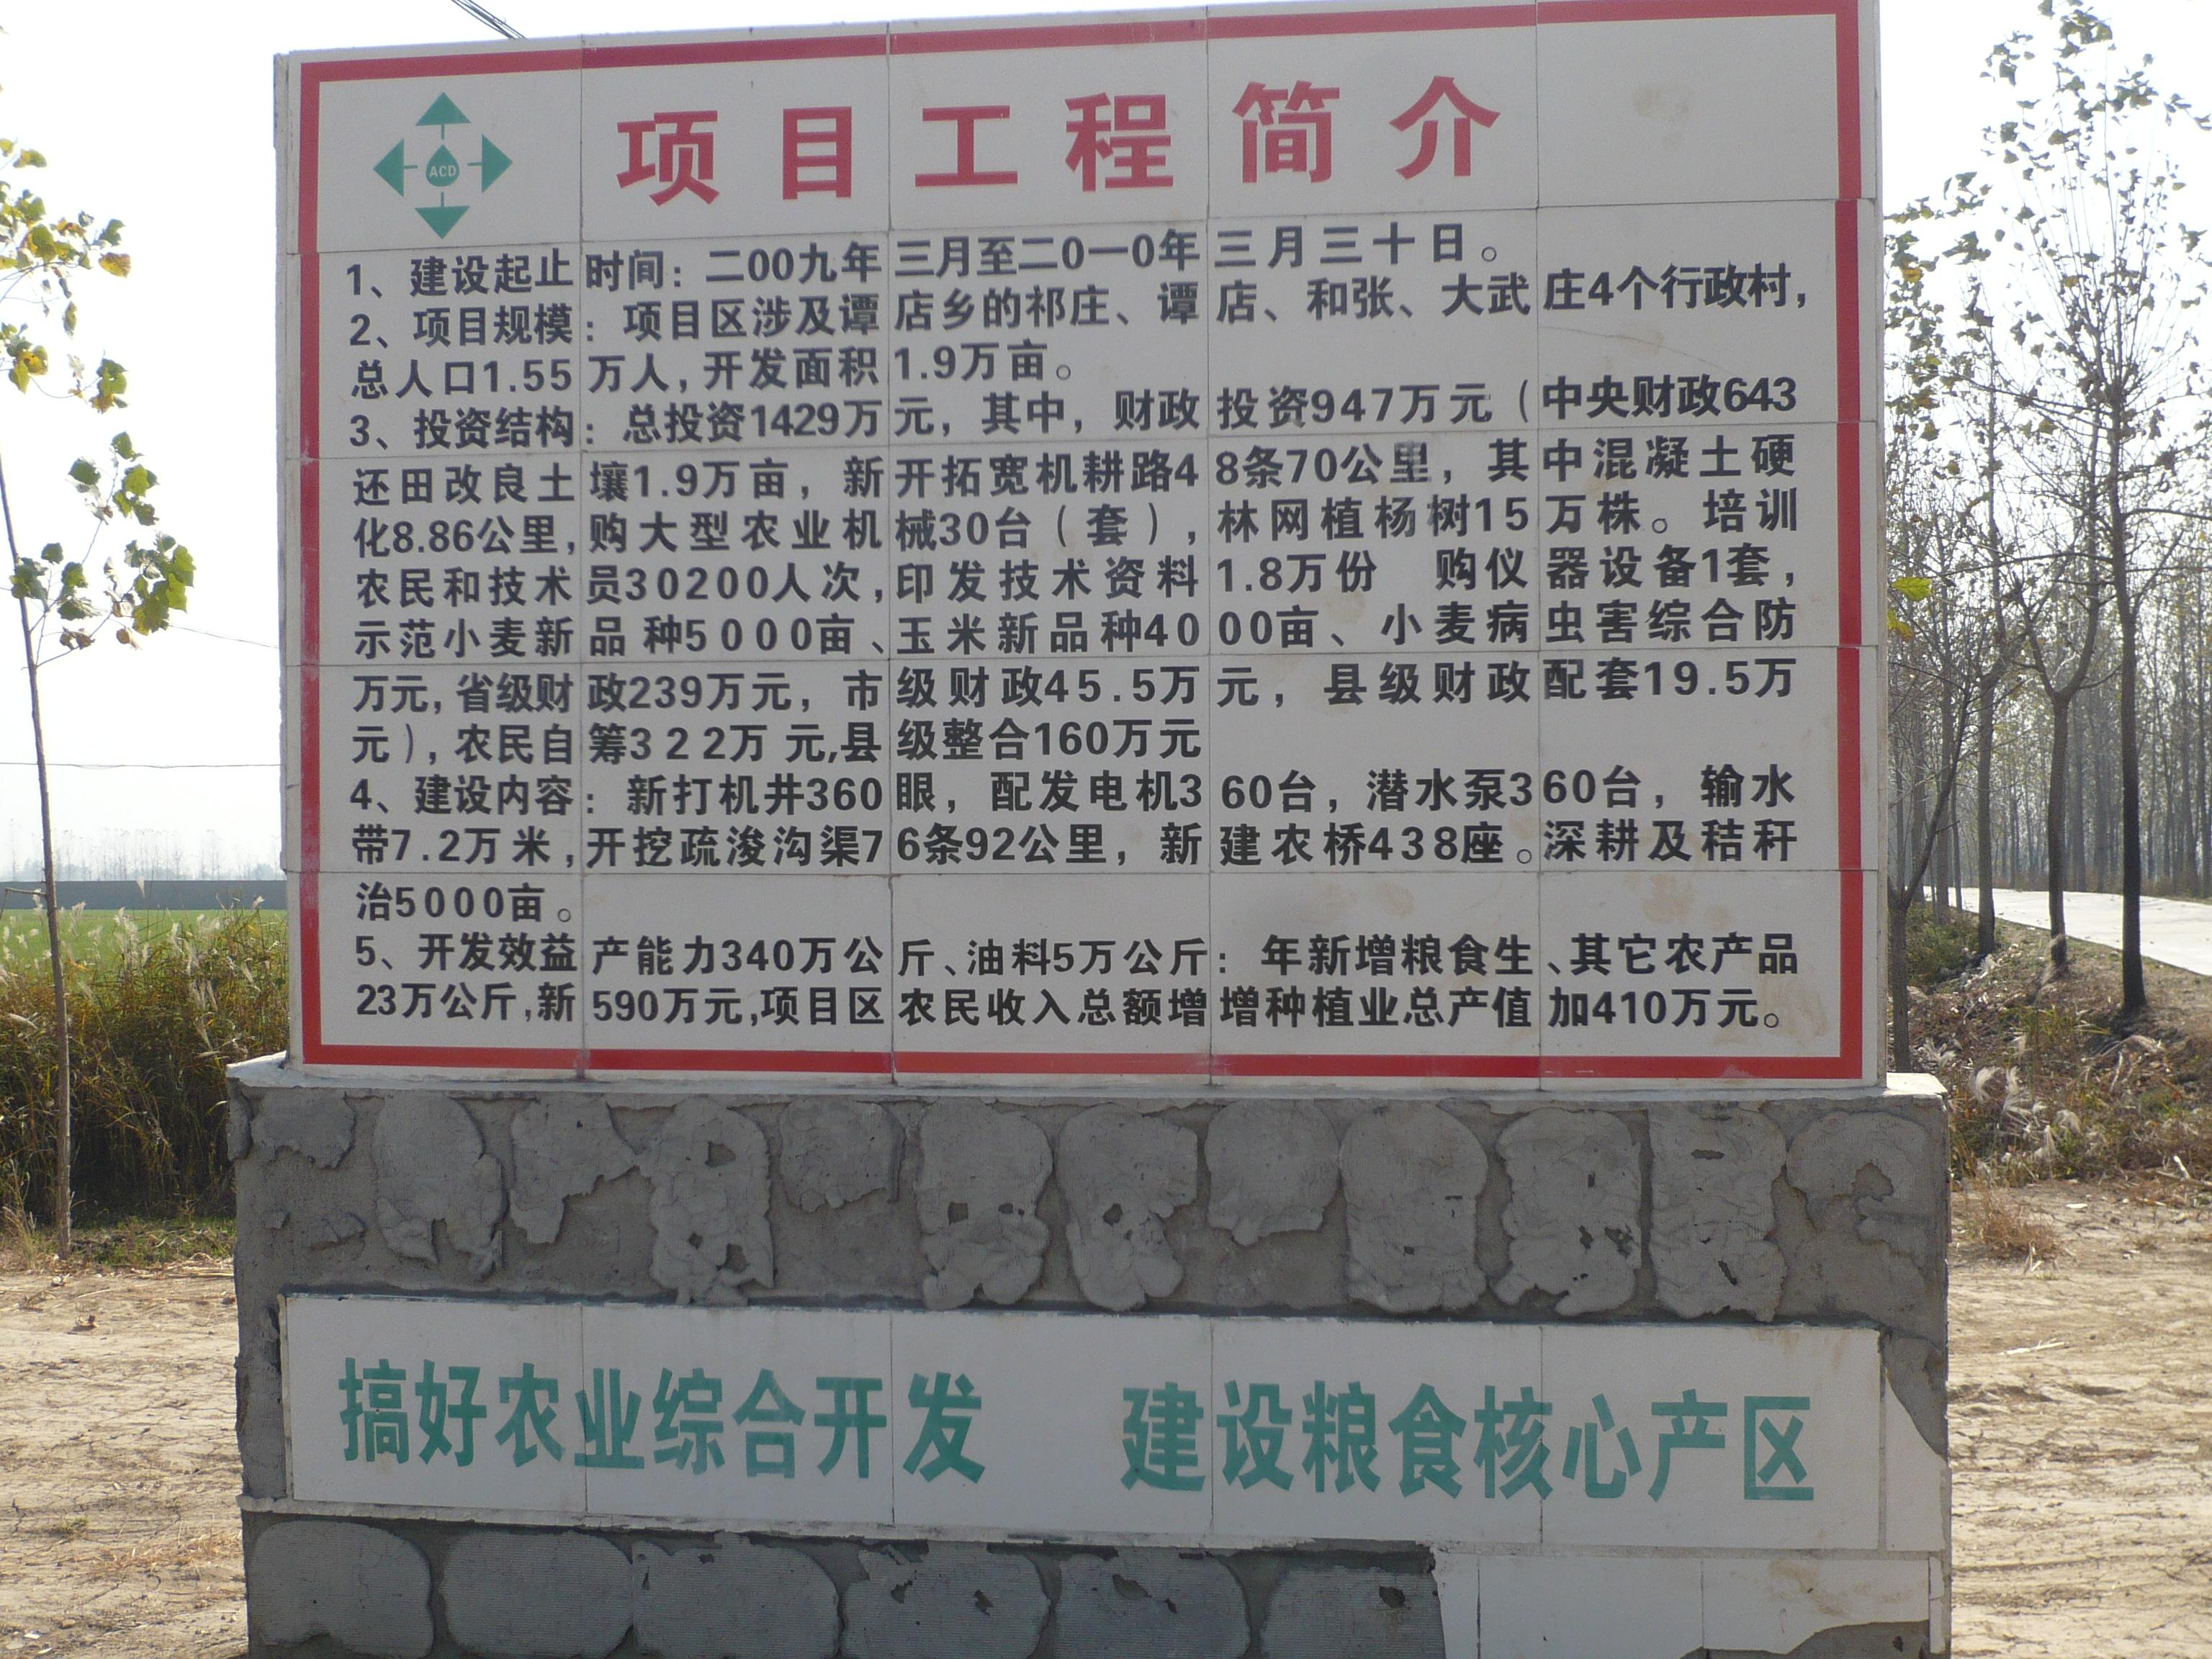 ACD
项目工程简介
1、建设起止时间：二00九年三月至二0一0年三月三十日。
2、项目规模：项目区涉及谭店乡的祁庄、谭店、和张、大武庄4个行政村，
总人口1.55万人，开发面积1.9万亩。
3、投资结构：总投资1429万元，其中，财政投资947万元（中央财政643
还田改良土壤1.9万亩，新开拓宽机耕路48条70公里，其中混凝土硬
化8.86公里，购大型农业机械30台（套），林网植杨树15万株。培训
农民和技术员30200人次，印发技术资料1.8万份 购仪器设备1套，
示范小麦新品种5000亩、玉米新品种4000亩、小麦病虫害综合防
万元，省级财政239万元，市级财政45.5万元，县级财政配套19.5万
元），农民自筹322万元，县级整合160万元
4、建设内容：新打机井360眼，配发电机360台，潜水泵360台，输水
带7.2万米，开挖疏浚沟渠76条92公里，新建农桥438座。深耕及秸秆
治5000亩。
5、开发效益产能力340万公斤、油料5万公斤：年新增粮食生、其它农产品
23万公斤，新590万元，项目区农民收入总额增增种植业总产值加410万元。
搞好农业综合开发 建设粮食核心产区